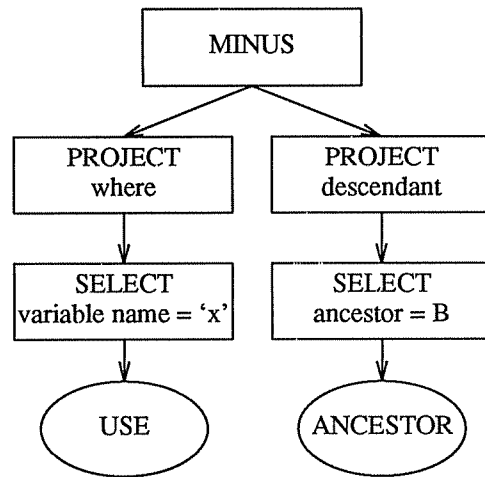 MINUS
PROJECT
where
PROJECT
descendant
SELECT
variable name = ‘x’
SELECT
ancestor = B
USE
ANCESTOR